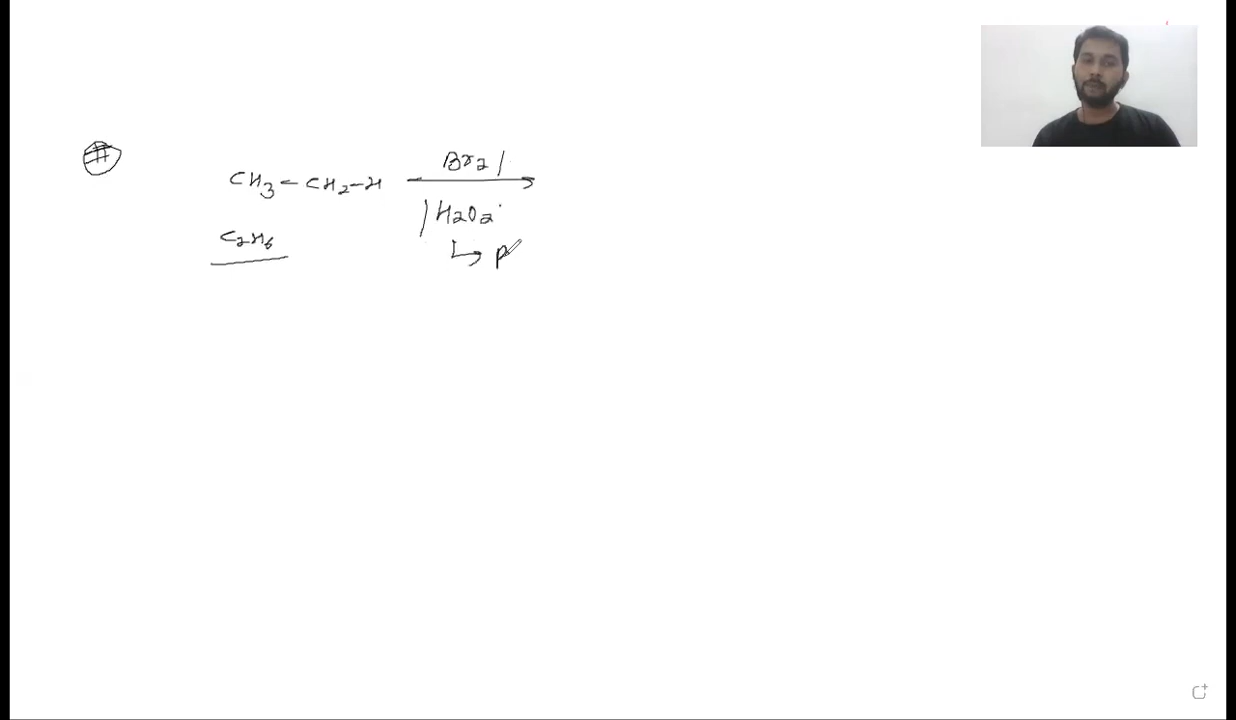 #
CH3 - CH2-H Br2/
/H2O2
C2H6 ↳ P